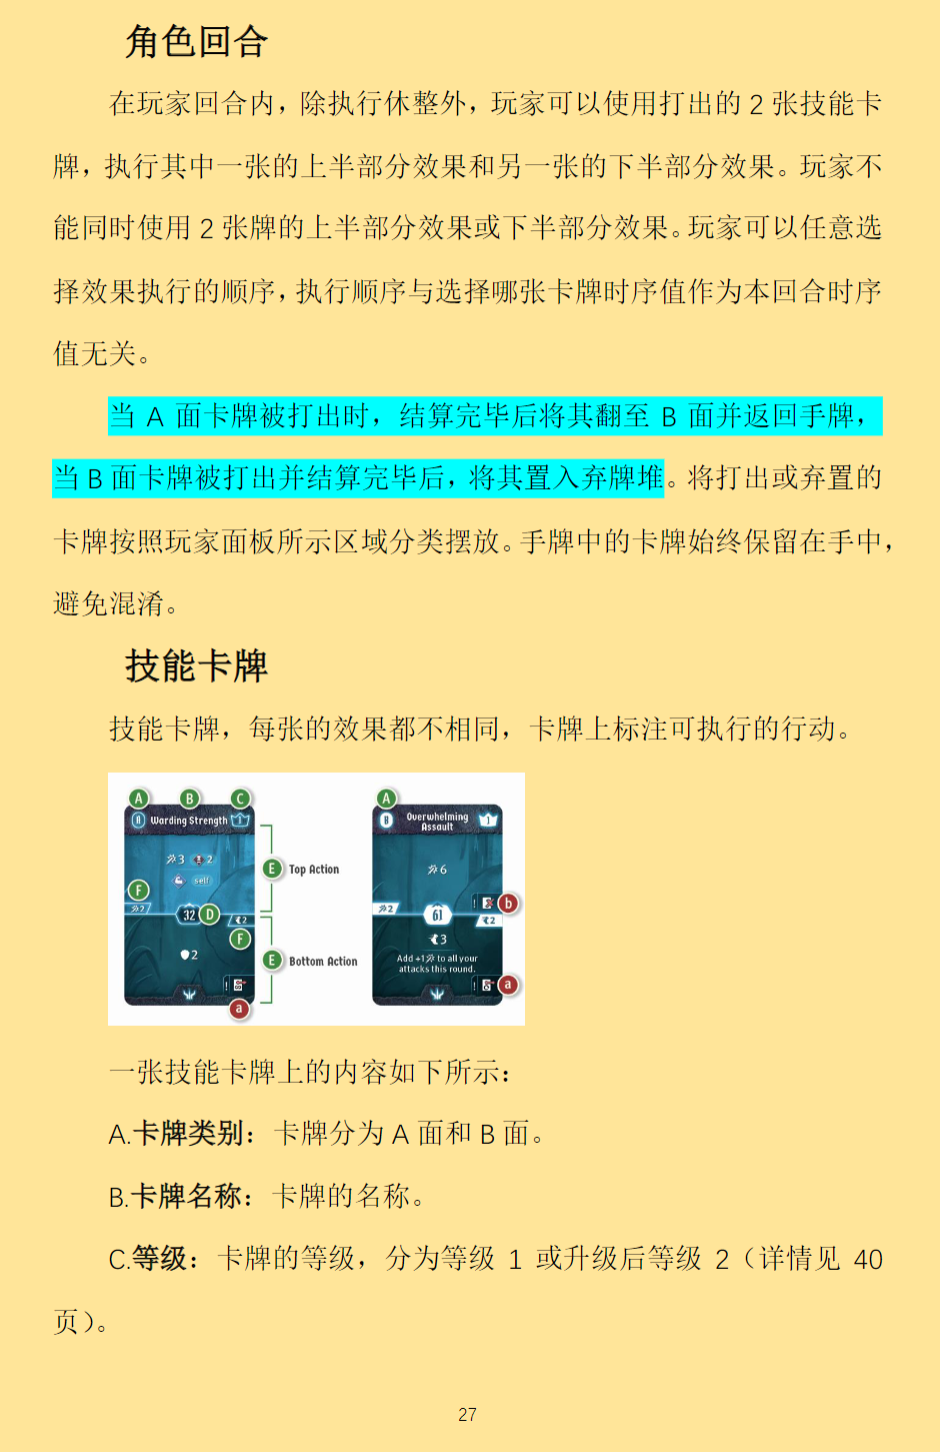 角色回合
在玩家回合内，除执行休整外，玩家可以使用打出的 2 张技能卡
牌，执行其中一张的上半部分效果和另一张的下半部分效果。玩家不
能同时使用 2 张牌的上半部分效果或下半部分效果。玩家可以任意选
择效果执行的顺序，执行顺序与选择哪张卡牌时序值作为本回合时序
值无关。
当 A 面卡牌被打出时，结算完毕后将其翻至 B 面并返回手牌，
当 B 面卡牌被打出并结算完毕后，将其置入弃牌堆。将打出或弃置的
卡牌按照玩家面板所示区域分类摆放。手牌中的卡牌始终保留在手中，
避免混淆。
技能卡牌
技能卡牌，每张的效果都不相同，卡牌上标注可执行的行动。
A B C
A Warding Strength 1
3 2
self
F
2
32 D
2
F
2
a
E Top Action
E Bottom Action
A
B Overwhelming
Assault 1
6
b
2 61 2
3
Add +1 to all your
attacks this round.
a
一张技能卡牌上的内容如下所示：
A.卡牌类别：卡牌分为 A 面和 B 面。
B.卡牌名称：卡牌的名称。
C.等级：卡牌的等级，分为等级 1 或升级后等级 2（详情见 40
页）。
27